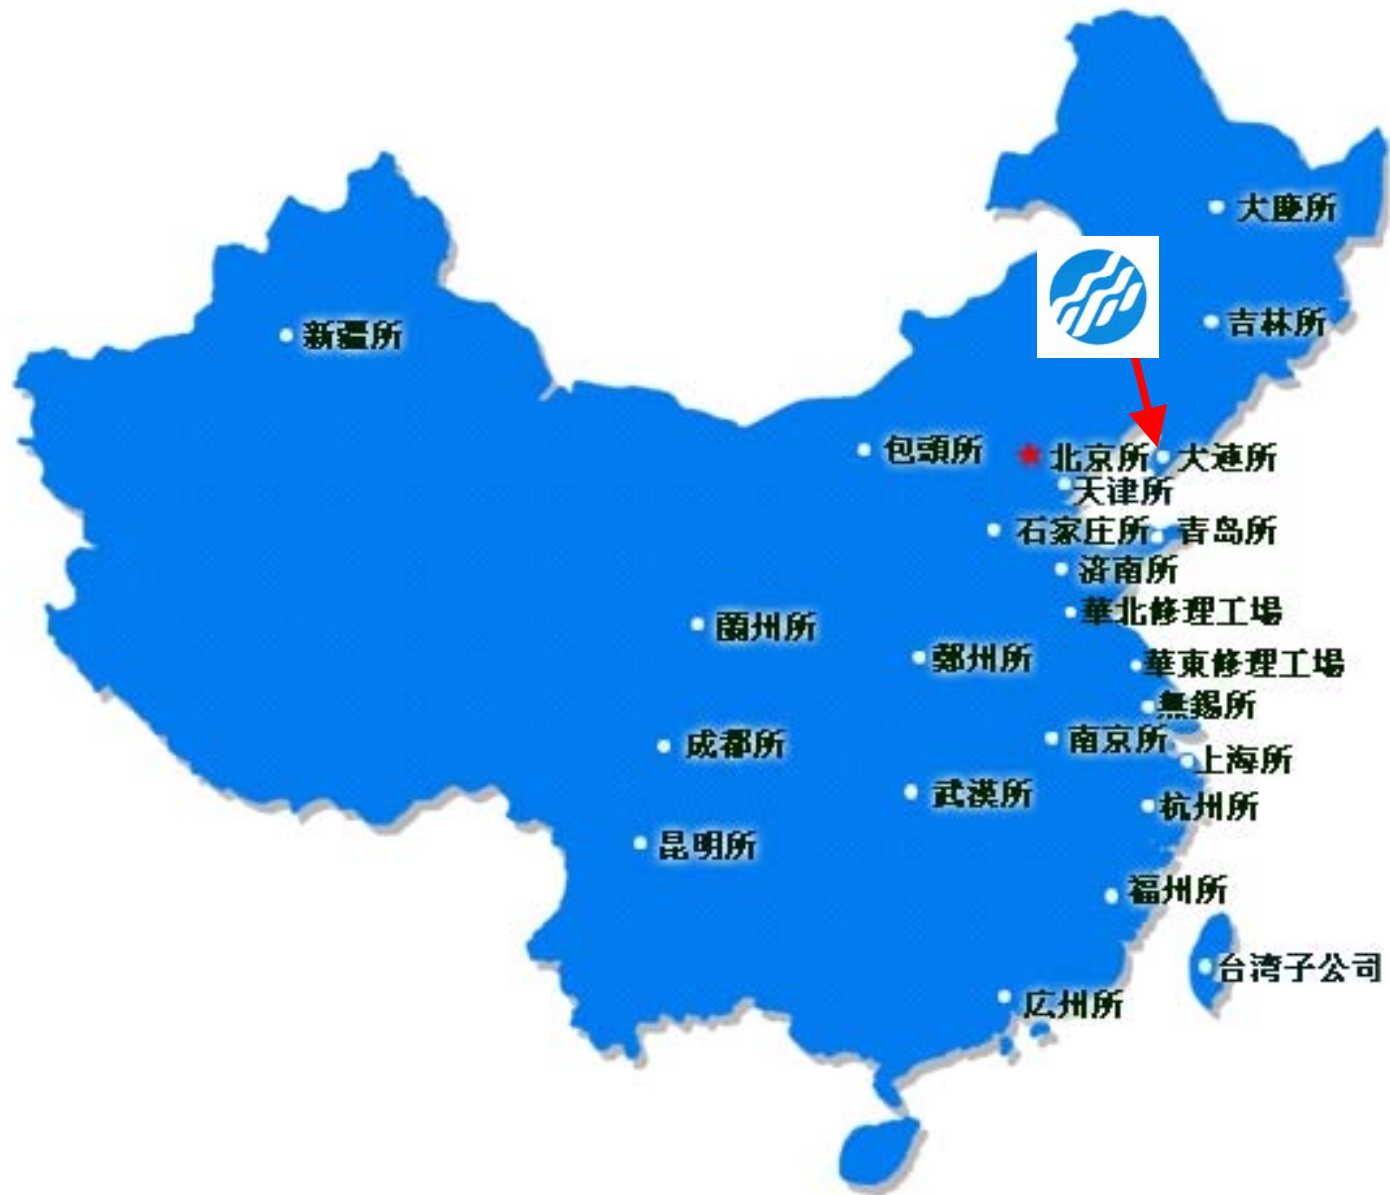 大慶所
吉林所
新疆所
包頭所
北京所
大連所
天津所
石家庄所
青岛所
済南所
華北修理工場
蘭州所
鄭州所
華東修理工場
無錫所
南京所
成都所
上海所
武漢所
杭州所
昆明所
福州所
台湾子公司
広州所